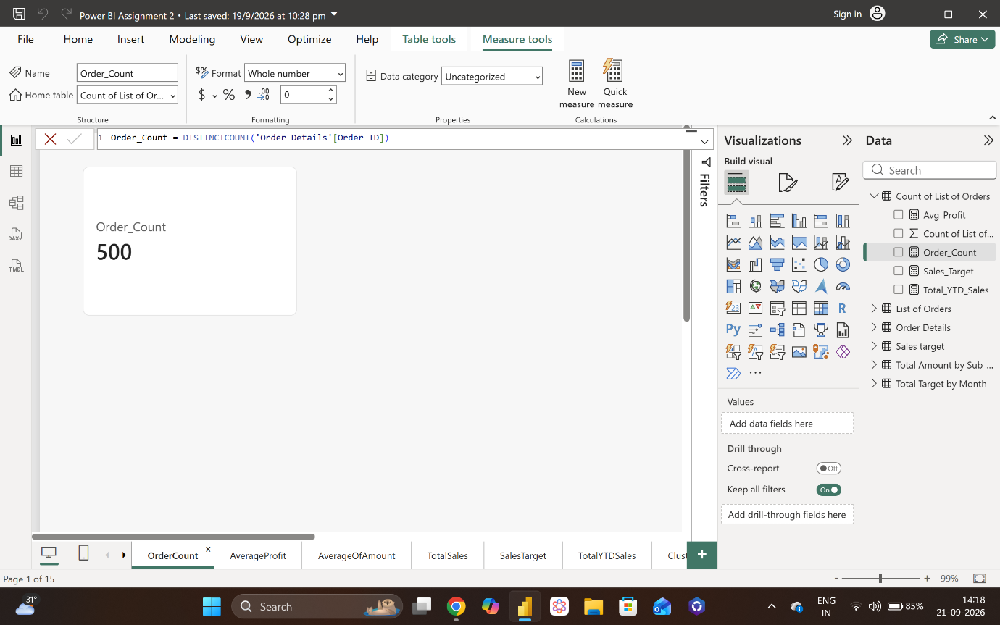 Power BI Assignment 2 • Last saved: 19/9/2026 at 10:28 pm
Sign in
File Home Insert Modeling View Optimize Help Table tools Measure tools
Share
Name Order_Count
Home table Count of List of Or...
Structure
$% Format Whole number
$ % 9 .00 0
Formatting
Data category Uncategorized
Properties
New measure
Quick measure
Calculations
1 Order_Count = DISTINCTCOUNT('Order Details'[Order ID])
Order_Count
500
Filters
DAX
TMDL
Visualizations
Build visual
123
R
Py
Values
Add data fields here
Drill through
Cross-report Off
Keep all filters On
Add drill-through fields here
Data
Search
Count of List of Orders
Avg_Profit
Count of List of...
Order_Count
Sales_Target
Total_YTD_Sales
List of Orders
Order Details
Sales target
Total Amount by Sub-...
Total Target by Month
OrderCount x AverageProfit AverageOfAmount TotalSales SalesTarget TotalYTDSales Clust +
Page 1 of 15
- + 99%
31°
Search
ENG
IN
85%
14:18
21-09-2026